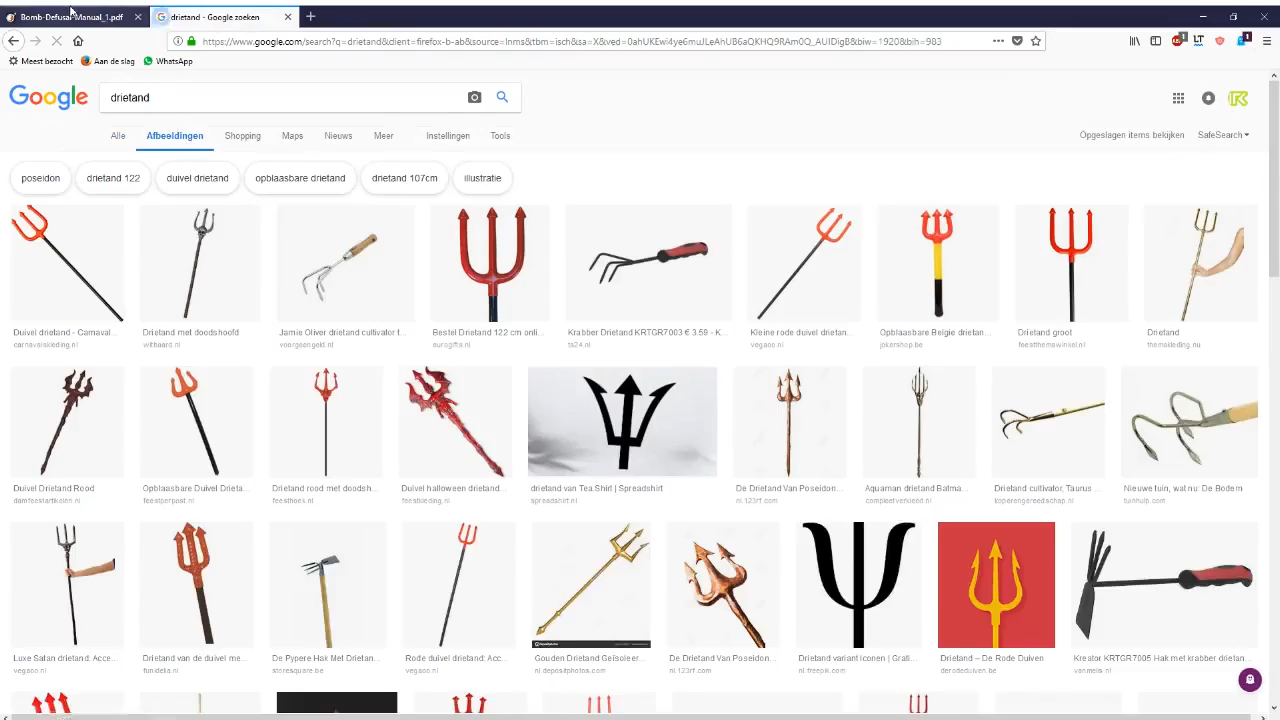 Bomb-Defusal-Manual_1.pdf
drietand - Google zoeken
https://www.google.com/search?q=drietand&client=firefox-b-ab&source=lnms&tbm=isch&sa=X&ved=0ahUKEwi4ye6muJLeAhUB6aQKHQ9RAm0Q_AUIDigB&biw=1920&bih=983
Meest bezocht
Aan de slag
WhatsApp
Google
drietand
Alle
Afbeeldingen
Shopping
Maps
Nieuws
Meer
Instellingen
Tools
Opgeslagen items bekijken
SafeSearch
poseidon
drietand 122
duivel drietand
opblaasbare drietand
drietand 107cm
illustratie
Duivel drietand - Carnaval...
Drietand met doodshoofd
Jamie Oliver drietand cultivator t...
Bestel Drietand 122 cm onli...
Krabber Drietand KRTGR7003 € 3.59 - K...
Kleine rode duivel drietan...
Opblaasbare Belgie drietan...
Drietand groot
Drietand
carnavalskleding.nl
witbaard.nl
voorgeengeld.nl
eurogifts.nl
ts24.nl
vegaoo.nl
jokershop.be
feestthemawinkel.nl
themakleding.nu
Duivel Drietand Rood
Opblaasbare Duivel Drieta...
Drietand rood met doodsh...
Duivel halloween drietand...
drietand van Tea.Shirt | Spreadshirt
De Drietand Van Poseidon...
Aquaman drietand Batma...
Drietand cultivator, Taurus ...
Nieuwe tuin, wat nu: De Bodem
damfeestartikelen.nl
feestperpost.nl
feesthoek.nl
feestkleding.nl
spreadshirt.nl
nl.123rf.com
compleetverkleed.nl
koperengereedschap.nl
tuinhulp.com
Luxe Satan drietand: Acce...
Drietand van de duivel me...
De Pypere Hak Met Drietan...
Rode duivel drietand: Acc...
Gouden Drietand Geïsoleer...
De Drietand Van Poseidon...
Drietand variant Iconen | Grati...
Drietand – De Rode Duiven
Kreator KRTGR7005 Hak met krabber drietan...
vegaoo.nl
funidelia.nl
storesquare.be
vegaoo.nl
nl.depositphotos.com
nl.123rf.com
nl.freepik.com
derodeduiven.be
vanmels.nl